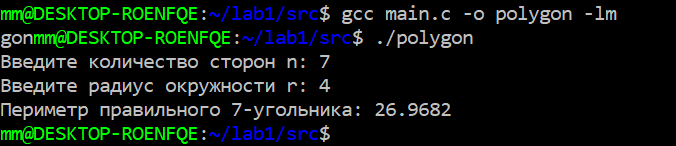 mm@DESKTOP-ROENFQE:~/lab1/src$ gcc main.c -o polygon -lm
gonmm@DESKTOP-ROENFQE:~/lab1/src$ ./polygon
Введите количество сторон n: 7
Введите радиус окружности r: 4
Периметр правильного 7-угольника: 26.9682
mm@DESKTOP-ROENFQE:~/lab1/src$